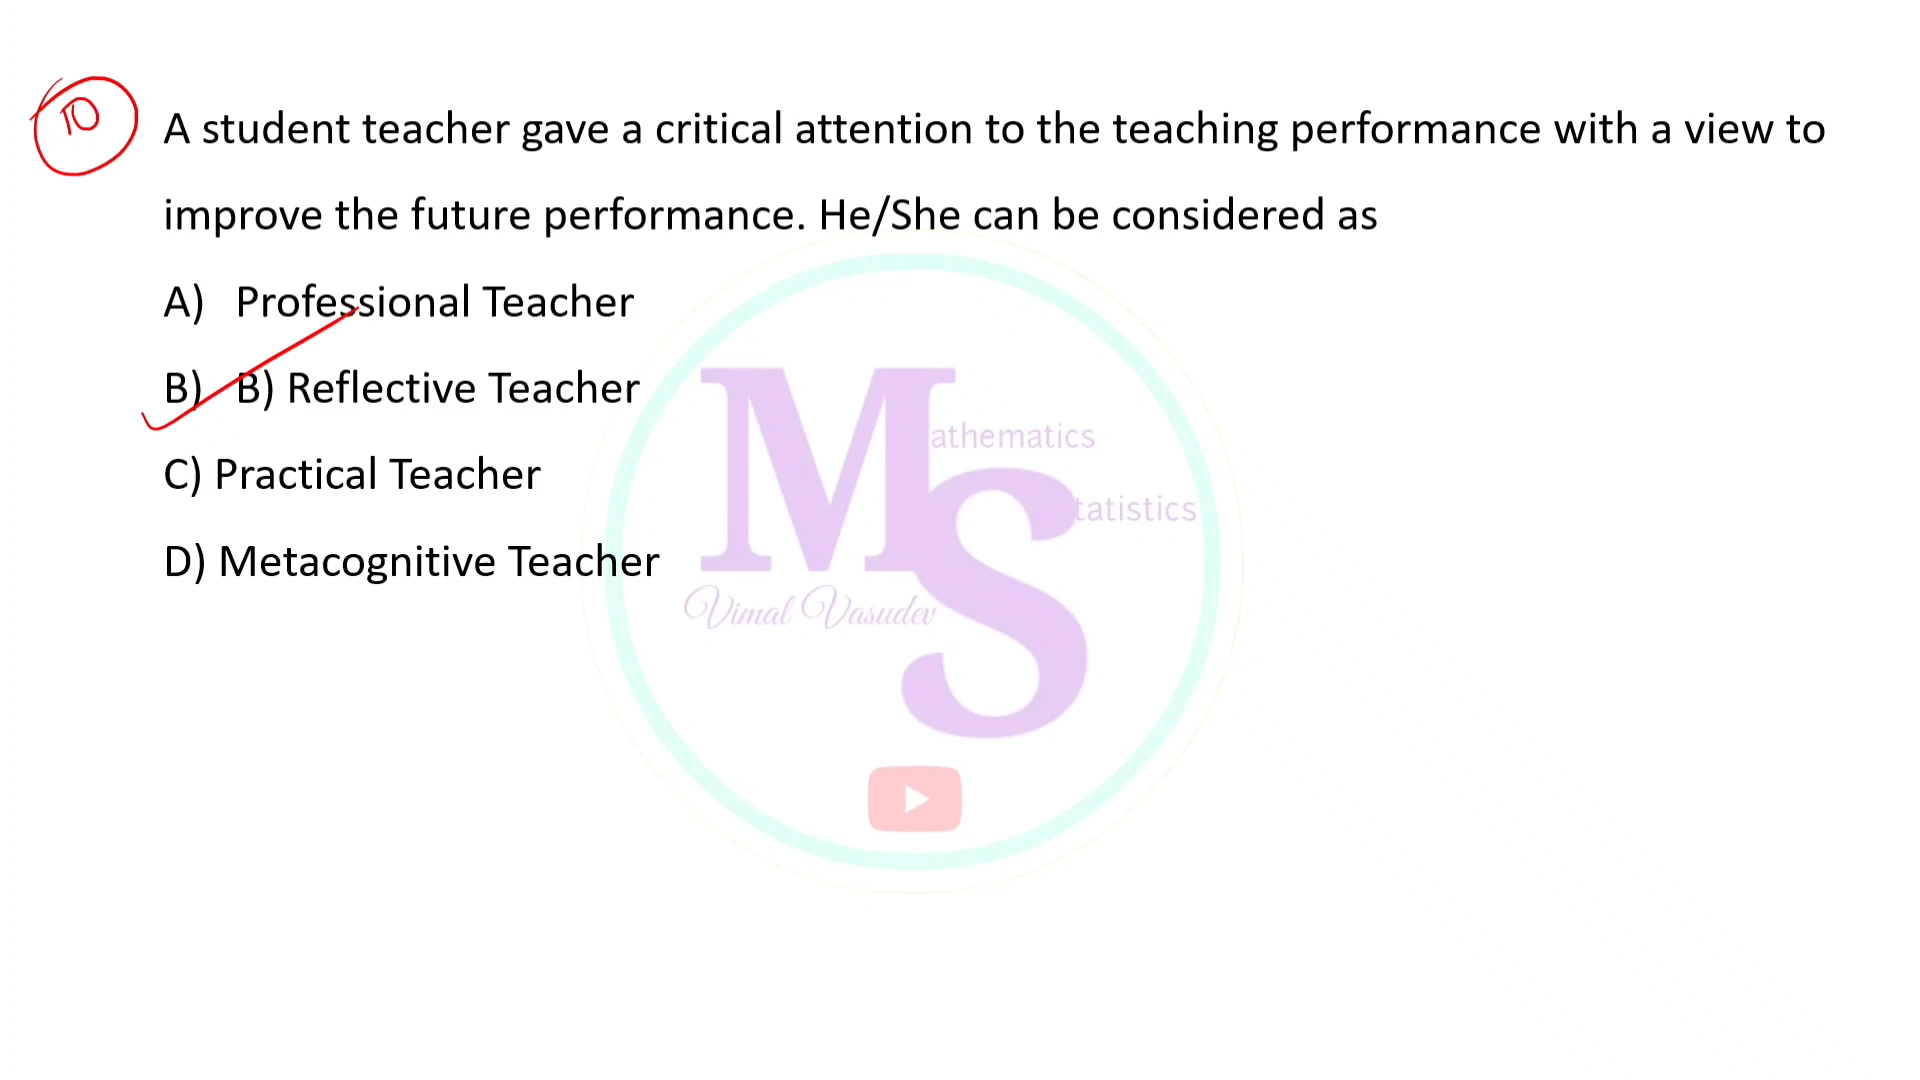 10
A student teacher gave a critical attention to the teaching performance with a view to
improve the future performance. He/She can be considered as
A) Professional Teacher
B) B) Reflective Teacher
C) Practical Teacher
D) Metacognitive Teacher
M
athematics
S
tatistics
Vimal Vasudev